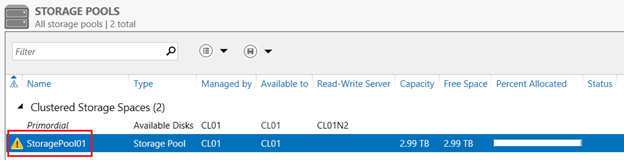 STORAGE POOLS
All storage pools | 2 total
Filter
Name Type Managed by Available to Read-Write Server Capacity Free Space Percent Allocated Status
Clustered Storage Spaces (2)
Primordial Available Disks CL01 CL01 CL01N2
StoragePool01 Storage Pool CL01 CL01 2.99 TB 2.99 TB